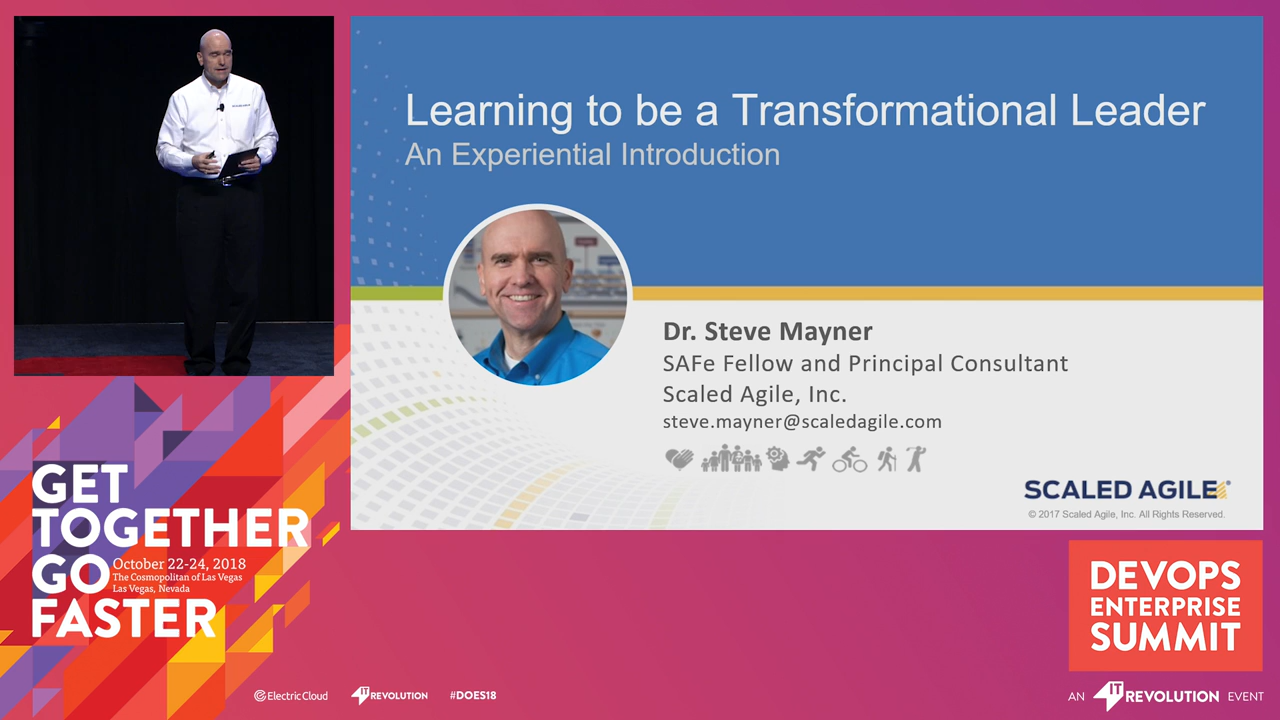 Learning to be a Transformational Leader
An Experiential Introduction
Dr. Steve Mayner
SAFe Fellow and Principal Consultant
Scaled Agile, Inc.
steve.mayner@scaledagile.com
SCALED AGILE®
© 2017 Scaled Agile, Inc. All Rights Reserved.
GET
TOGETHER
GO
FASTER
October 22-24, 2018
The Cosmopolitan of Las Vegas
Las Vegas, Nevada
DEVOPS
ENTERPRISE
SUMMIT
Electric Cloud
IT REVOLUTION
#DOES18
AN IT REVOLUTION EVENT